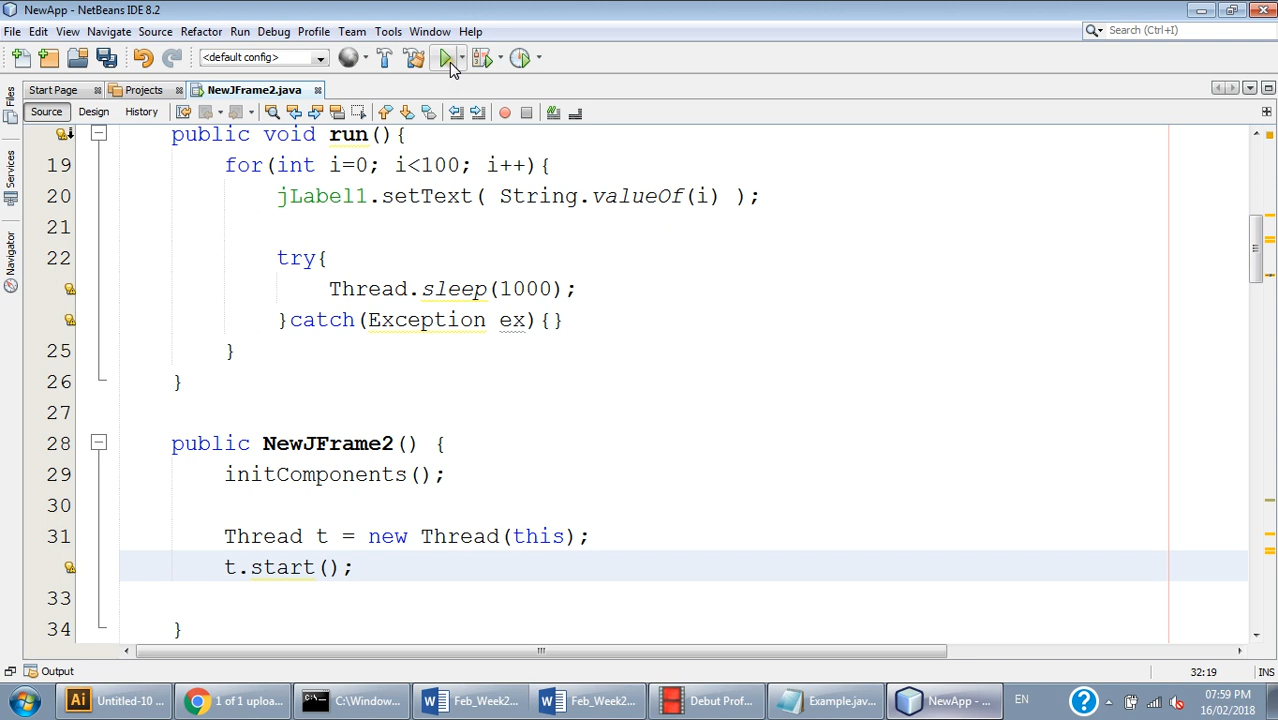 NewApp - NetBeans IDE 8.2
File Edit View Navigate Source Refactor Run Debug Profile Team Tools Window Help
Search (Ctrl+I)
<default config>
Start Page Projects NewJFrame2.java
Source Design History
Files
Services
Navigator
public void run(){
19 for(int i=0; i<100; i++){
20 jLabel1.setText( String.valueOf(i) );
21
22 try{
Thread.sleep(1000);
}catch(Exception ex){}
25 }
26 }
27
28 public NewJFrame2() {
29 initComponents();
30
31 Thread t = new Thread(this);
t.start();
33
34 }
Output
32:19 INS
Untitled-10 ... 1 of 1 uploa... C:\Window... Feb_Week2... Feb_Week2... Debut Prof... Example.jav... NewApp - ... EN
07:59 PM
16/02/2018